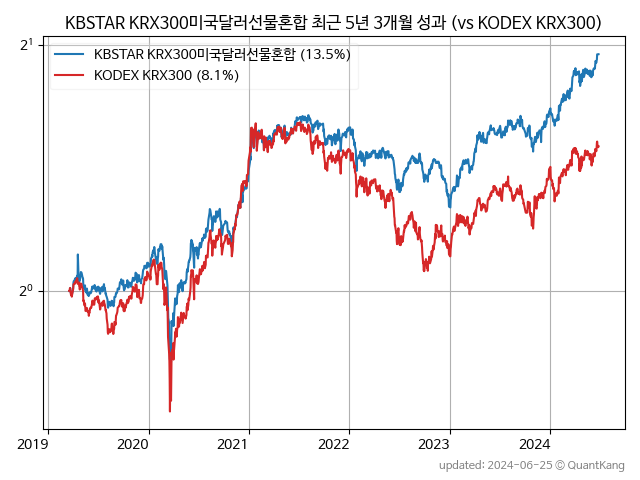 KBSTAR KRX300미국달러선물혼합 최근 5년 3개월 성과 (vs KODEX KRX300)
2¹
KBSTAR KRX300미국달러선물혼합 (13.5%)
KODEX KRX300 (8.1%)
2⁰
2019 2020 2021 2022 2023 2024
updated: 2024-06-25 © QuantKang